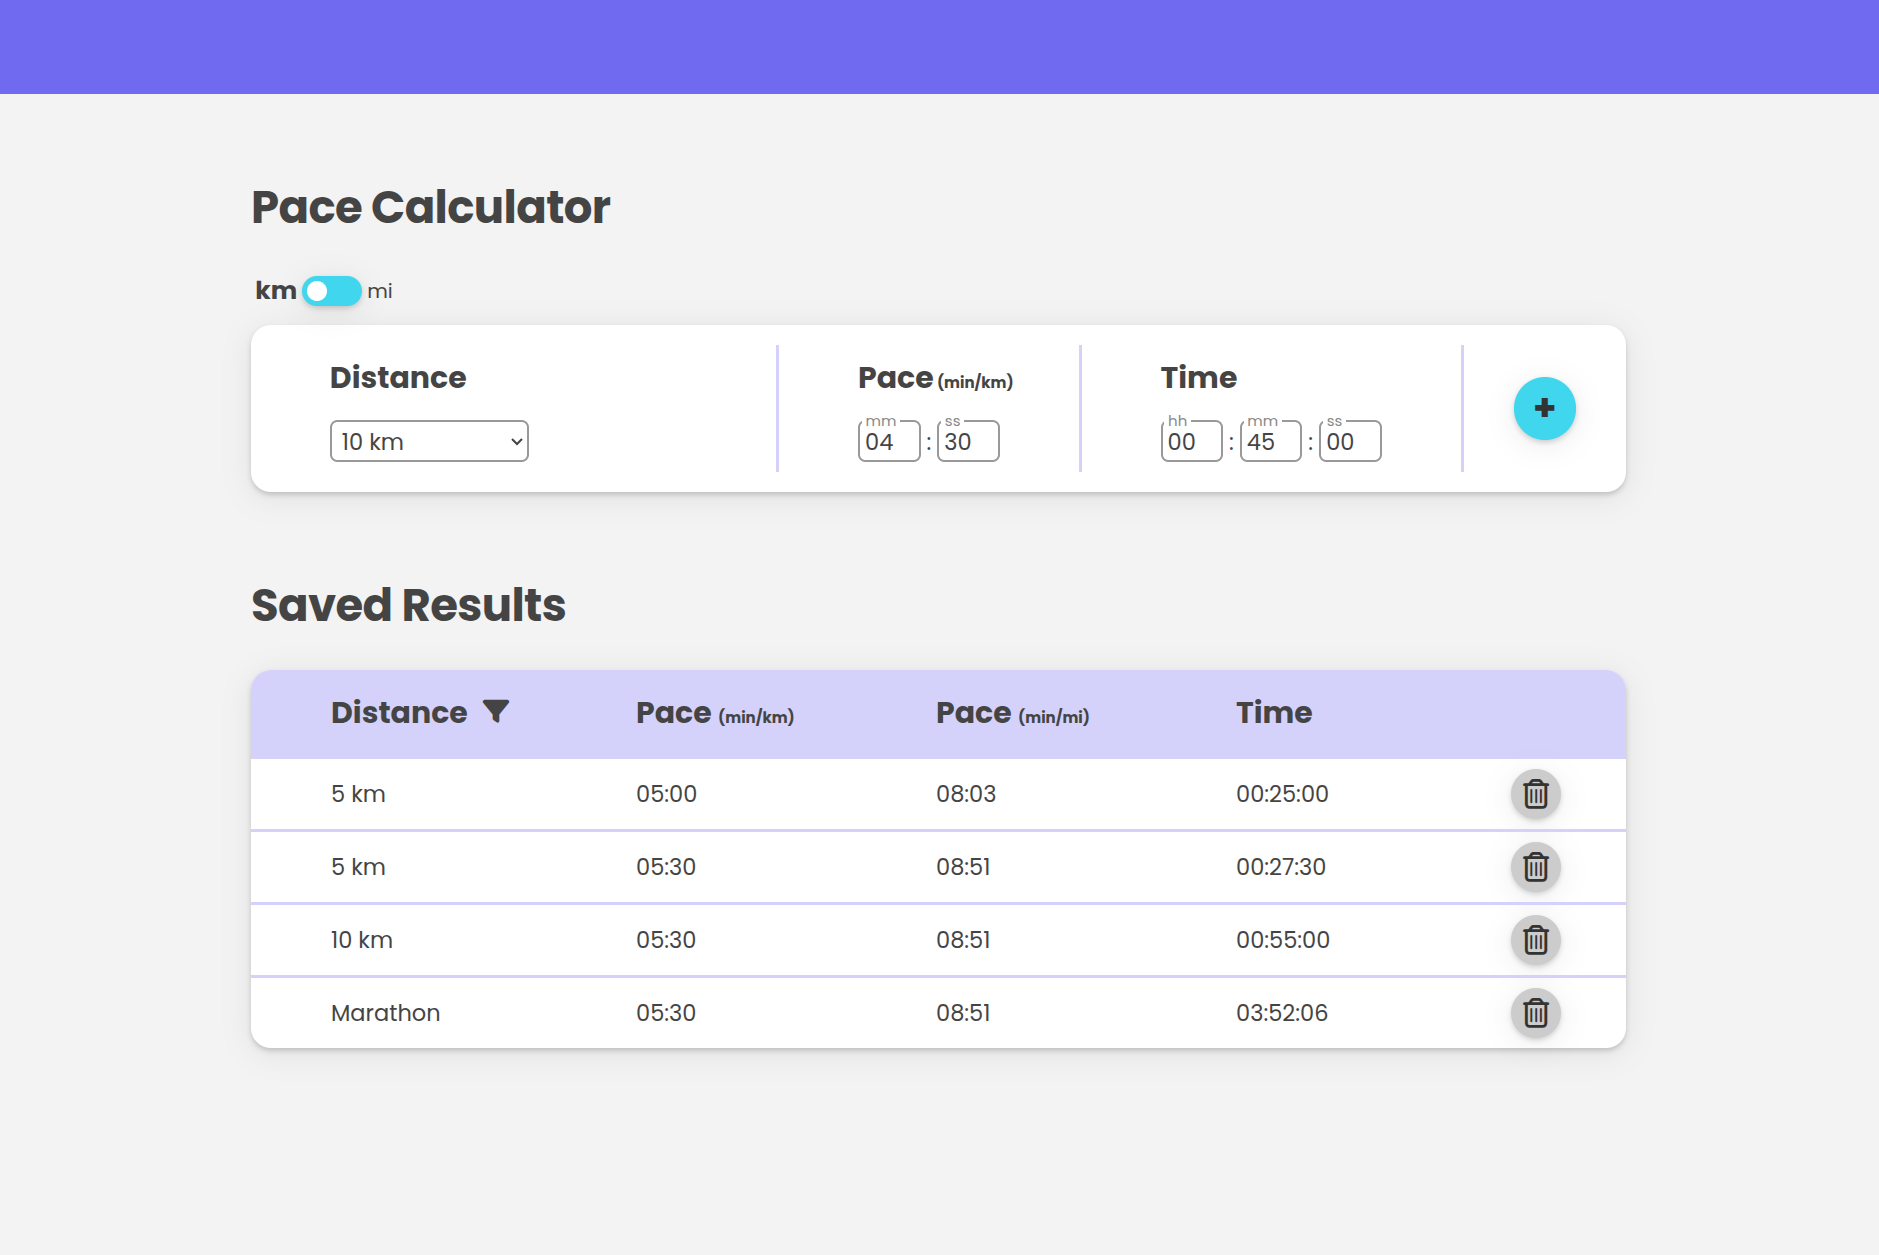 Pace Calculator
km mi
Distance Pace (min/km) Time
mm ss hh mm ss
10 km 04 : 30 00 : 45 : 00 +
Saved Results
Distance Pace (min/km) Pace (min/mi) Time
5 km 05:00 08:03 00:25:00
5 km 05:30 08:51 00:27:30
10 km 05:30 08:51 00:55:00
Marathon 05:30 08:51 03:52:06